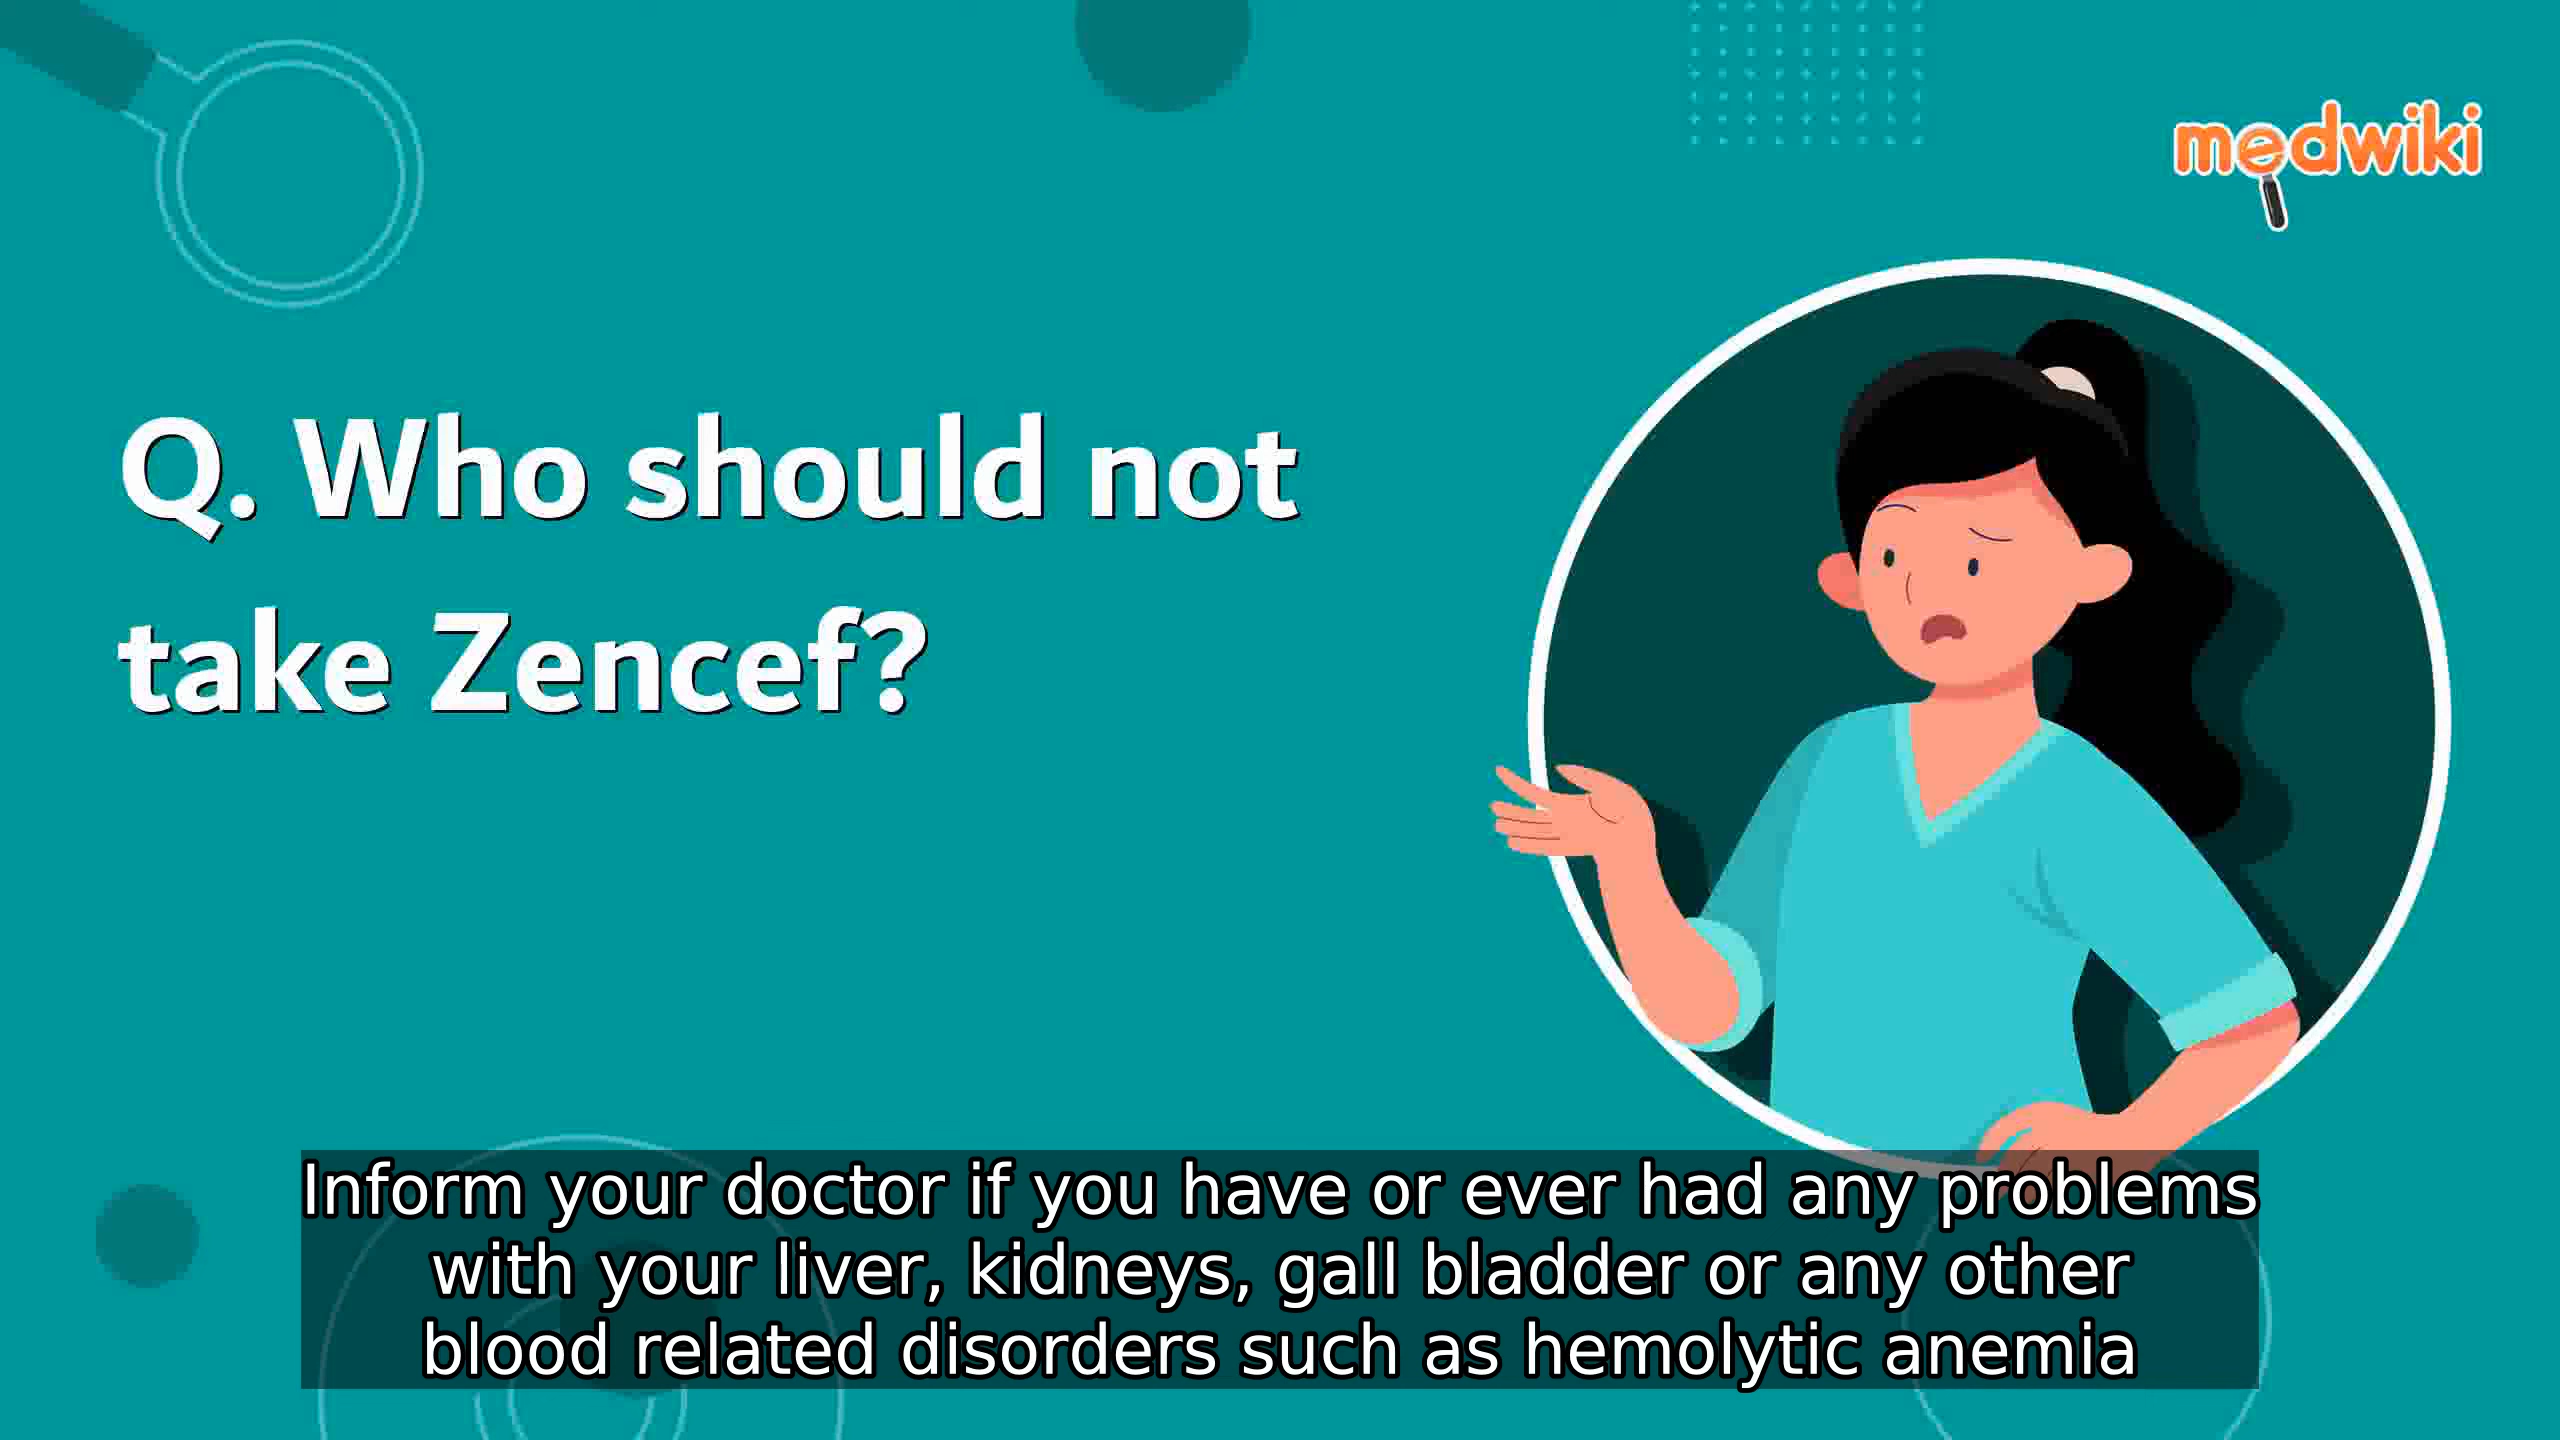 medwiki
Q. Who should not
take Zencef?
Inform your doctor if you have or ever had any problems
with your liver, kidneys, gall bladder or any other
blood related disorders such as hemolytic anemia